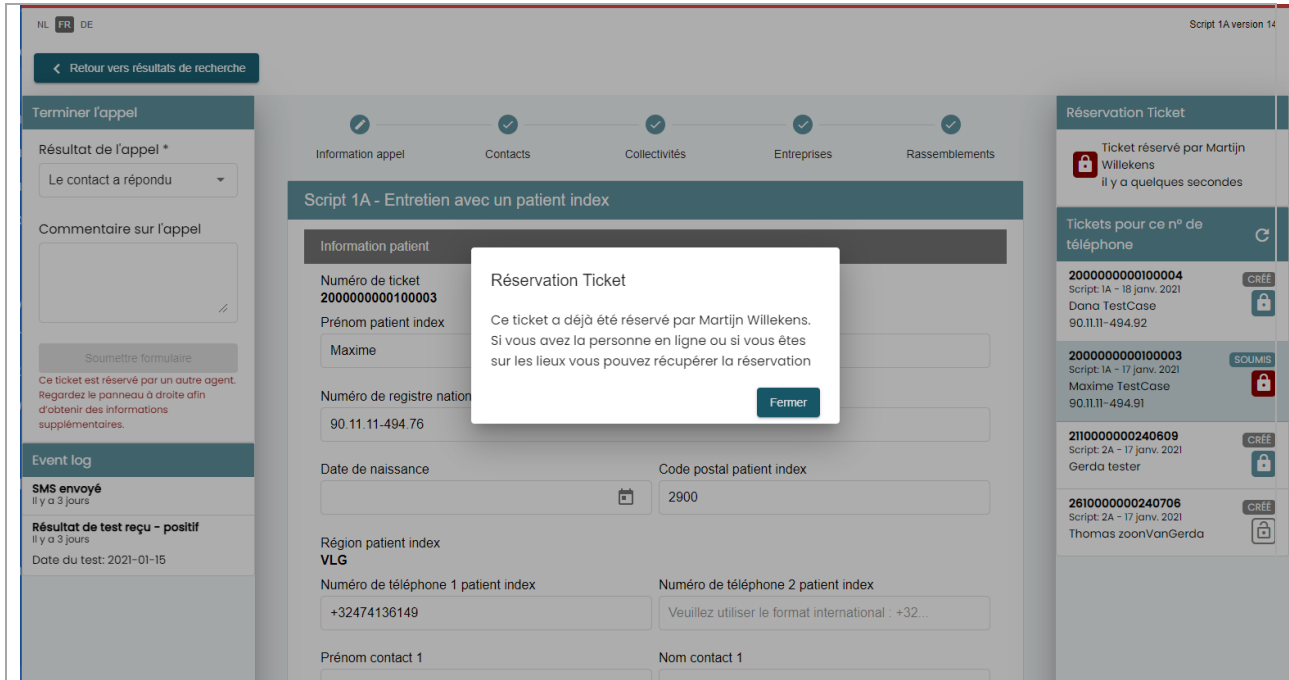 NL FR DE
Script 1A version 14
Retour vers résultats de recherche
Terminer l'appel
Résultat de l'appel *
Le contact a répondu
Commentaire sur l'appel
Soumettre formulaire
Ce ticket est réservé par un autre agent.
Regardez le panneau à droite afin
d'obtenir des informations
supplémentaires.
Event log
SMS envoyé
Il y a 3 jours
Résultat de test reçu - positif
Il y a 3 jours
Date du test: 2021-01-15
Information appel
Contacts
Collectivités
Entreprises
Rassemblements
Script 1A - Entretien avec un patient index
Information patient
Numéro de ticket
2000000000100003
Prénom patient index
Maxime
Numéro de registre nation
90.11.11-494.76
Date de naissance
Code postal patient index
2900
Région patient index
VLG
Numéro de téléphone 1 patient index
Numéro de téléphone 2 patient index
+32474136149
Veuillez utiliser le format international : +32...
Prénom contact 1
Nom contact 1
Réservation Ticket
Ce ticket a déjà été réservé par Martijn Willekens.
Si vous avez la personne en ligne ou si vous êtes
sur les lieux vous pouvez récupérer la réservation
Fermer
Réservation Ticket
Ticket réservé par Martijn
Willekens
il y a quelques secondes
Tickets pour ce n° de
téléphone
2000000000100004
CRÉÉ
Script: 1A - 18 janv. 2021
Dana TestCase
90.11.11-494.92
2000000000100003
SOUMIS
Script: 1A - 17 janv. 2021
Maxime TestCase
90.11.11-494.91
2110000000240609
CRÉÉ
Script: 2A - 17 janv. 2021
Gerda tester
2610000000240706
CRÉÉ
Script: 2A - 17 janv. 2021
Thomas zoonVanGerda